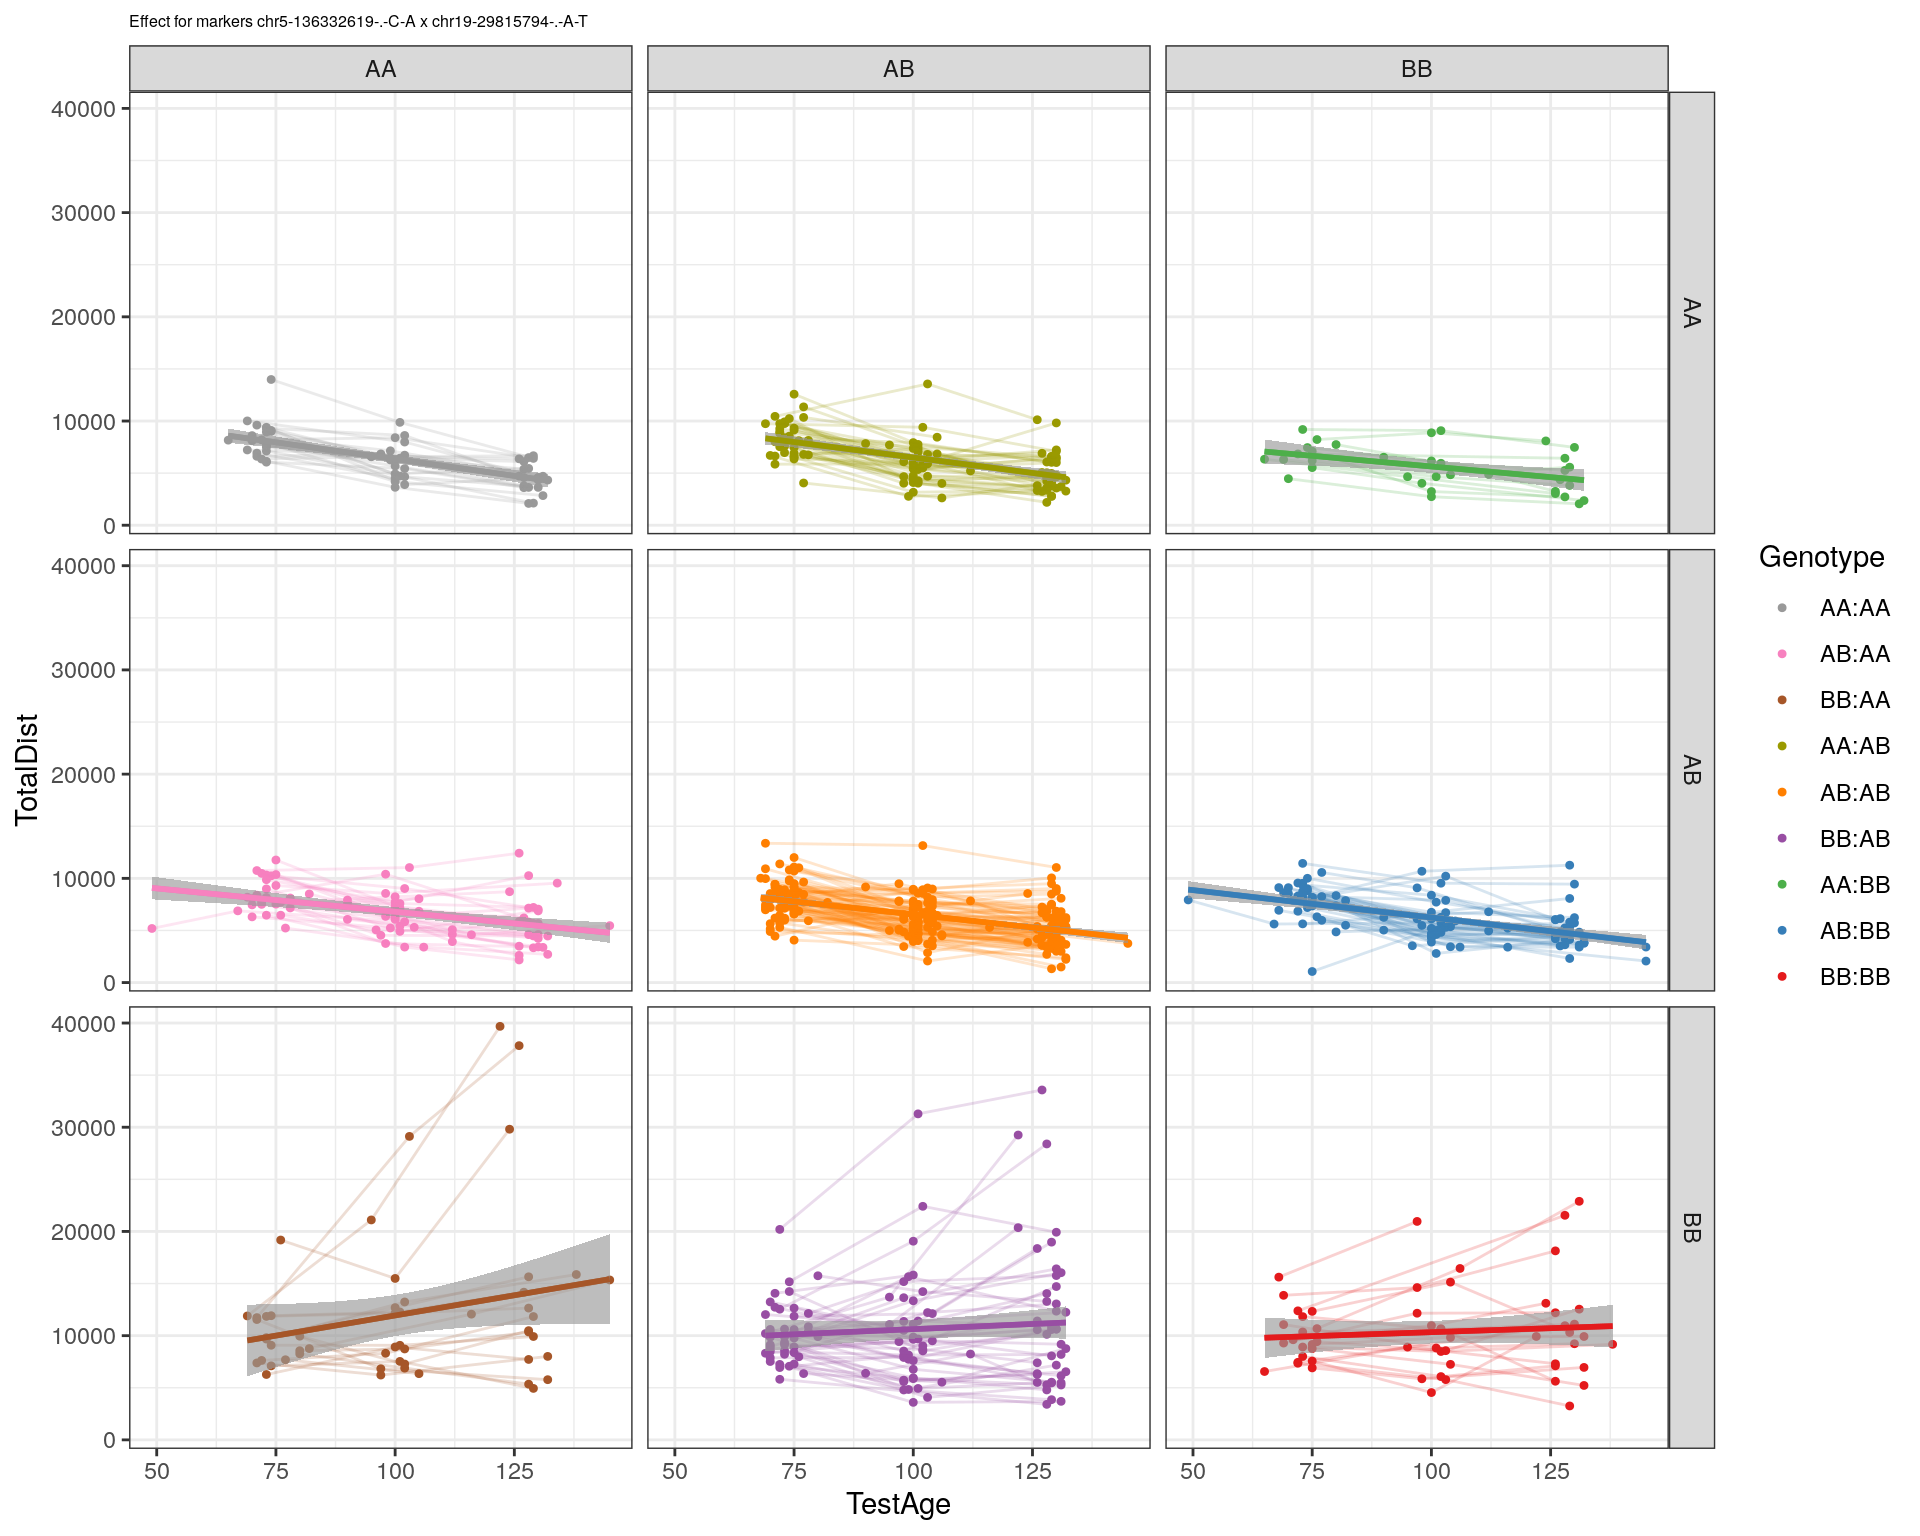 Effect for markers chr5-136332619-.-C-A x chr19-29815794-.-A-T
AA AB BB
40000
30000
20000
10000
0
AA
40000
30000
20000
10000
0
AB
40000
30000
20000
10000
0
BB
50 75 100 125 50 75 100 125 50 75 100 125
TestAge
TotalDist
Genotype
AA:AA
AB:AA
BB:AA
AA:AB
AB:AB
BB:AB
AA:BB
AB:BB
BB:BB